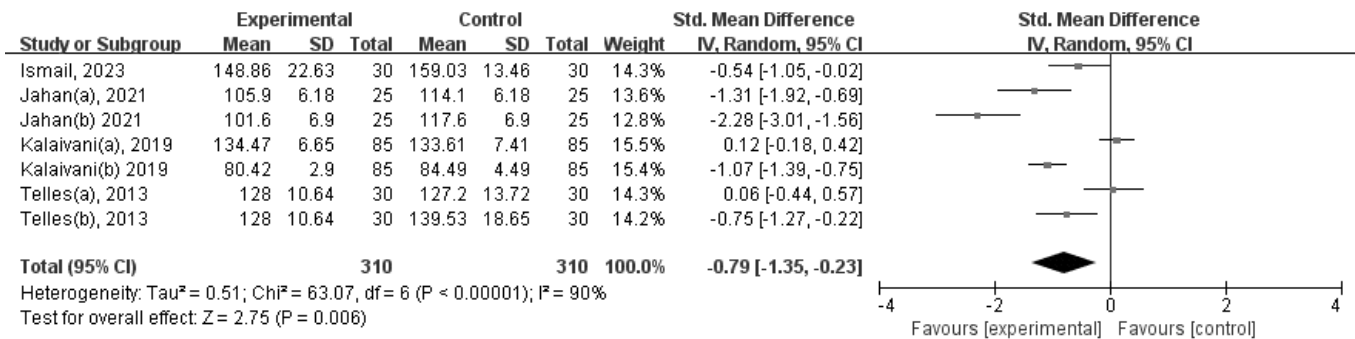 Experimental Control Std. Mean Difference Std. Mean Difference
Study or Subgroup Mean SD Total Mean SD Total Weight IV, Random, 95% CI IV, Random, 95% CI
Ismail, 2023 148.86 22.63 30 159.03 13.46 30 14.3% -0.54 [-1.05, -0.02]
Jahan(a), 2021 105.9 6.18 25 114.1 6.18 25 13.6% -1.31 [-1.92, -0.69]
Jahan(b) 2021 101.6 6.9 25 117.6 6.9 25 12.8% -2.28 [-3.01, -1.56]
Kalaivani(a), 2019 134.47 6.65 85 133.61 7.41 85 15.5% 0.12 [-0.18, 0.42]
Kalaivani(b) 2019 80.42 2.9 85 84.49 4.49 85 15.4% -1.07 [-1.39, -0.75]
Telles(a), 2013 128 10.64 30 127.2 13.72 30 14.3% 0.06 [-0.44, 0.57]
Telles(b), 2013 128 10.64 30 139.53 18.65 30 14.2% -0.75 [-1.27, -0.22]
Total (95% CI) 310 310 100.0% -0.79 [-1.35, -0.23]
Heterogeneity: Tau² = 0.51; Chi² = 63.07, df = 6 (P < 0.00001); I² = 90%
Test for overall effect: Z = 2.75 (P = 0.006)
-4 -2 0 2 4
Favours [experimental] Favours [control]